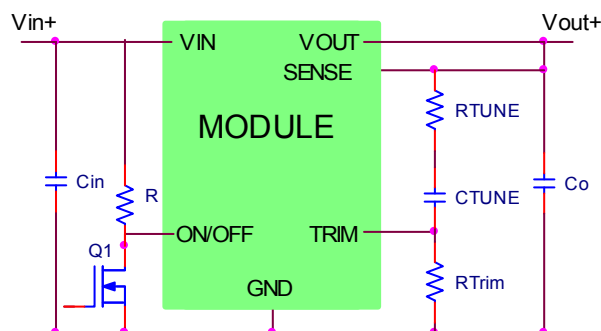 Vin+
Vout+
VIN
VOUT
SENSE
RTUNE
MODULE
Cin
R
CTUNE
Co
ON/OFF
TRIM
Q1
GND
RTrim